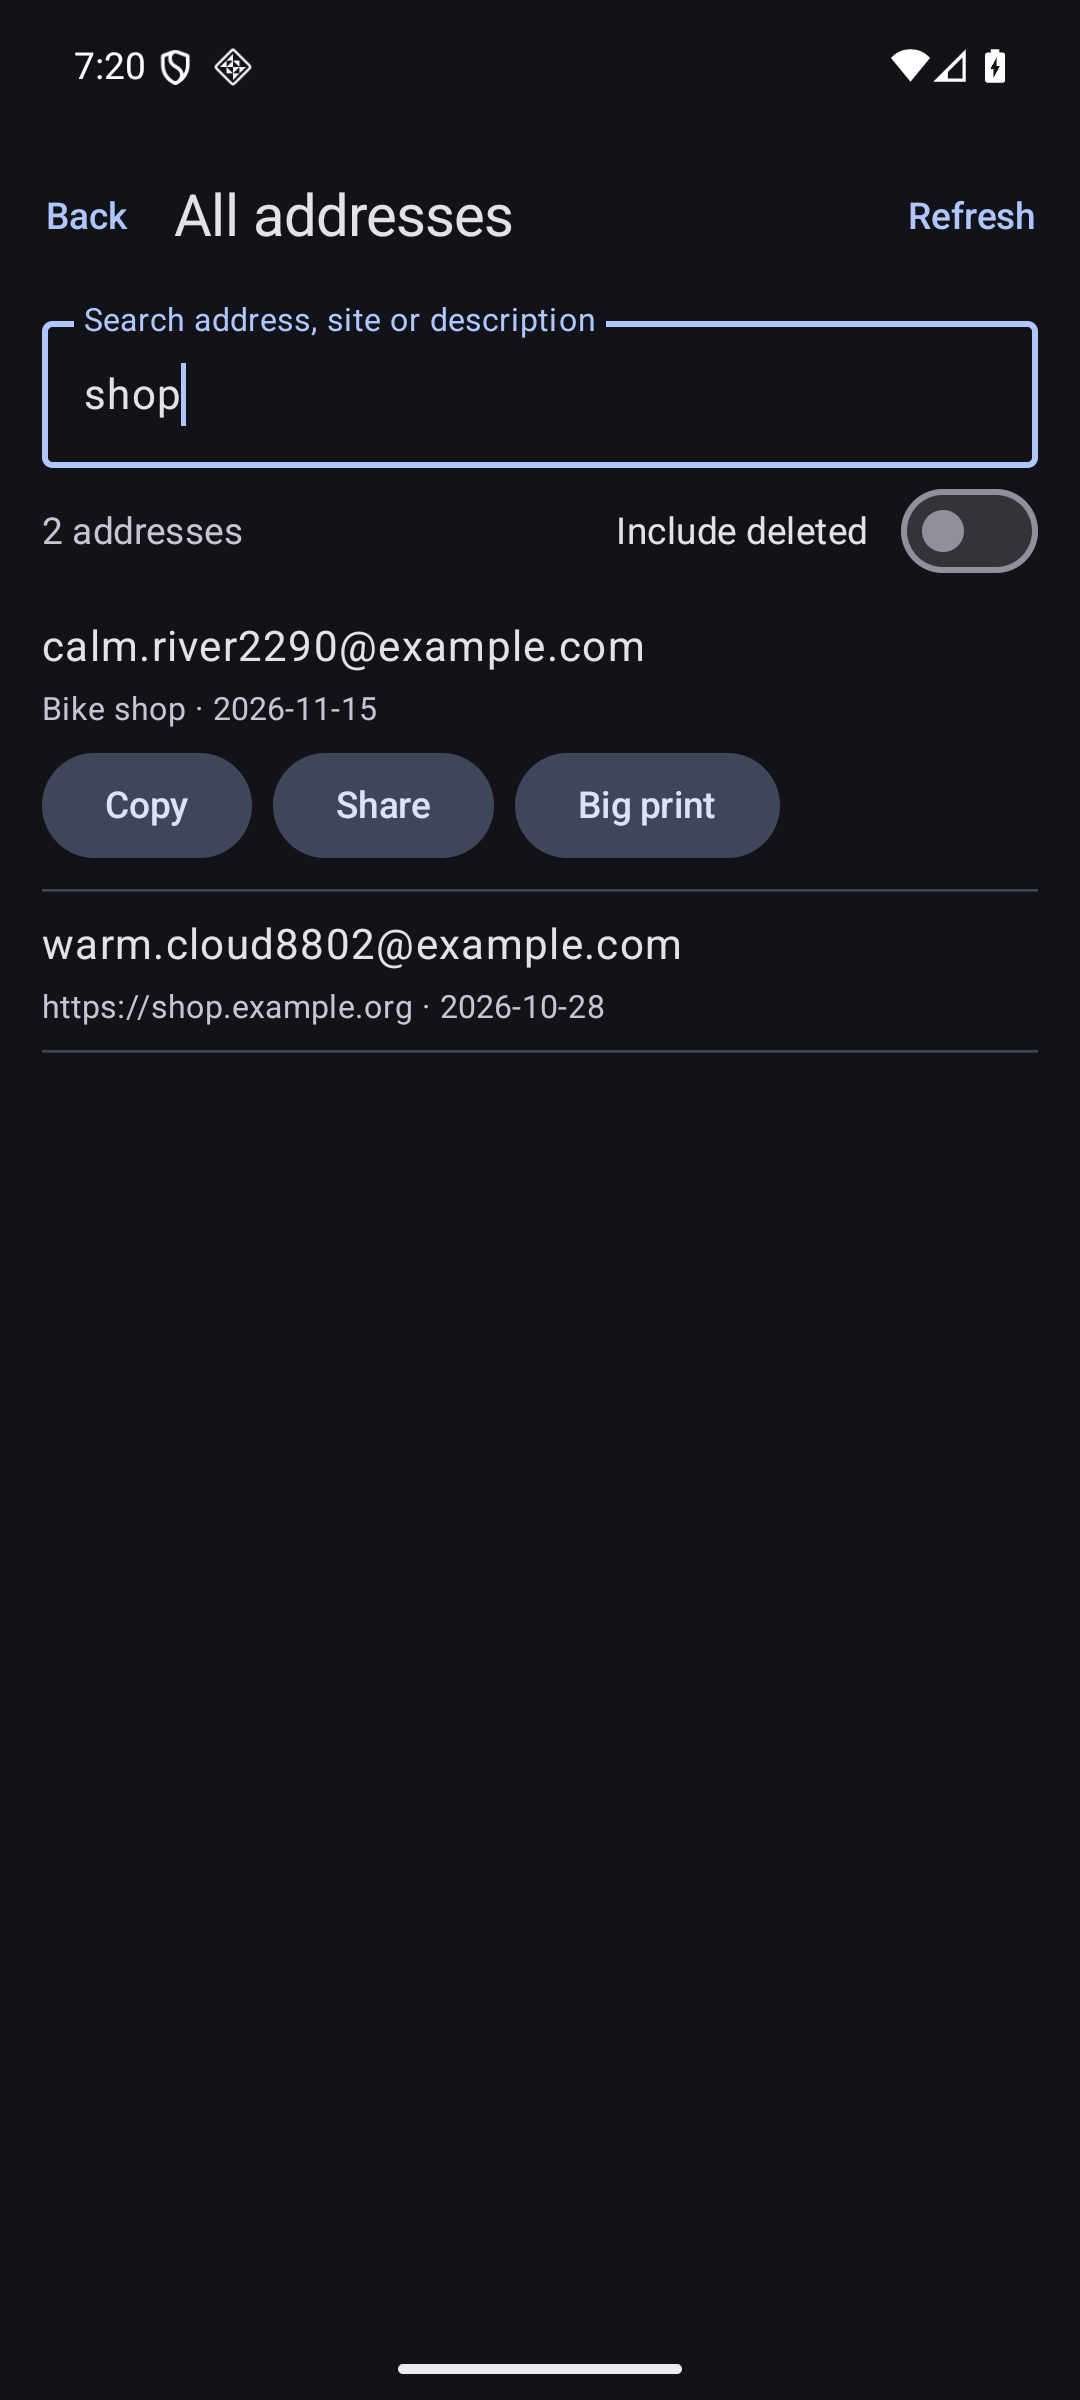 7:20
Back All addresses Refresh
Search address, site or description
shop
2 addresses Include deleted
calm.river2290@example.com
Bike shop · 2026-11-15
Copy Share Big print
warm.cloud8802@example.com
https://shop.example.org · 2026-10-28